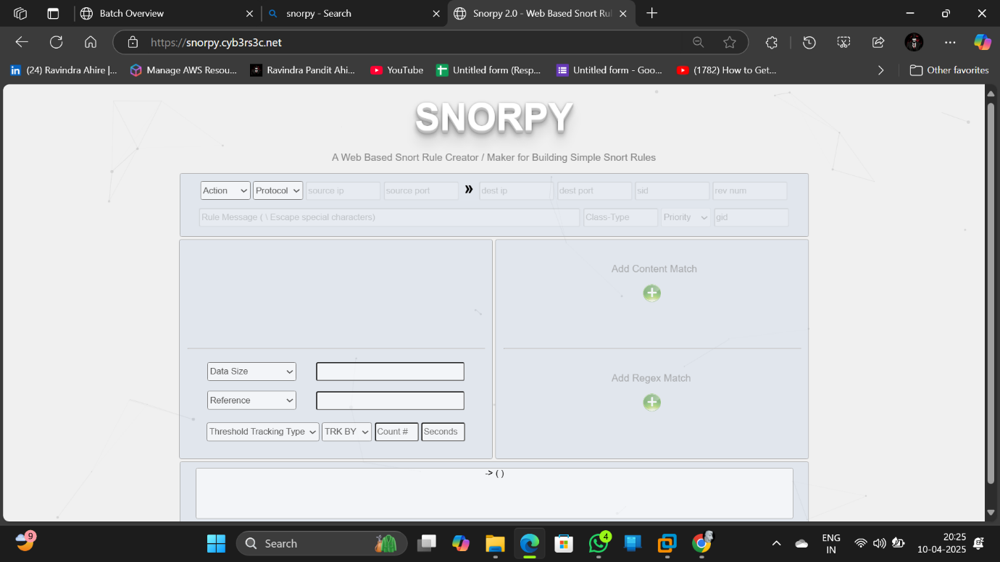 Batch Overview
snorpy - Search
Snorpy 2.0 - Web Based Snort Rul
https://snorpy.cyb3rs3c.net
(24) Ravindra Ahire |...
Manage AWS Resou...
Ravindra Pandit Ahi...
YouTube
Untitled form (Resp...
Untitled form - Goo...
(1782) How to Get...
Other favorites
SNORPY
A Web Based Snort Rule Creator / Maker for Building Simple Snort Rules
Action Protocol source ip source port » dest ip dest port sid rev num
Rule Message ( \ Escape special characters) Class-Type Priority gid
Add Content Match
Data Size
Add Regex Match
Reference
Threshold Tracking Type TRK BY Count # Seconds
-> ( )
9
Search
4
ENG
IN
20:25
10-04-2025